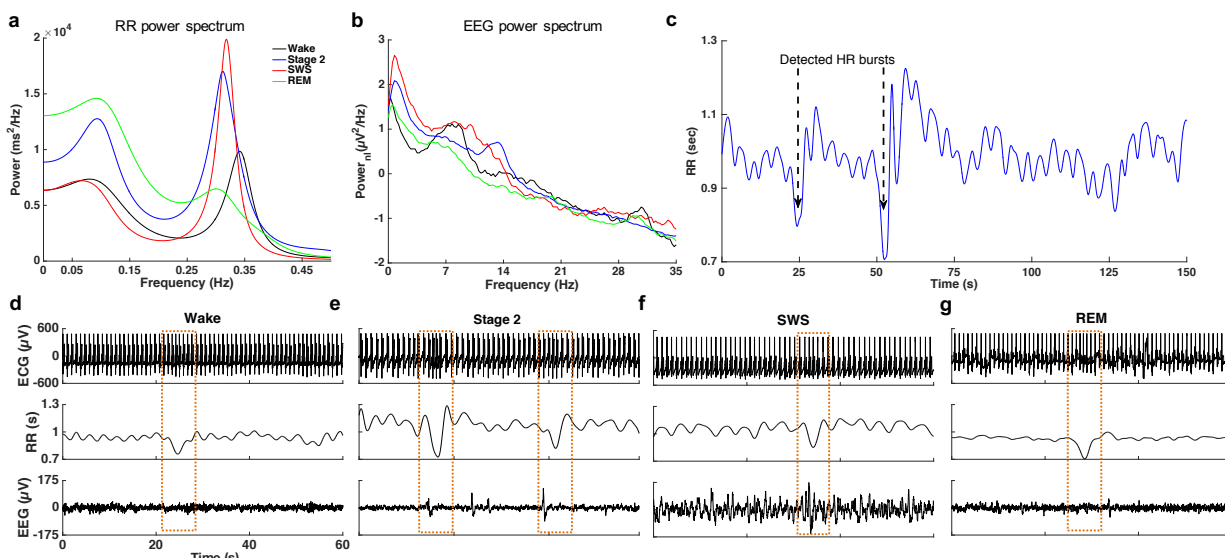 a
RR power spectrum
×10⁴
Power (ms²/Hz)
2
1.5
1
0.5
0
0 0.05 0.15 0.25 0.35 0.45
Frequency (Hz)
Wake
Stage 2
SWS
REM
b
EEG power spectrum
Powerₙₗ(µV²/Hz)
3
2
1
0
-1
-2
0 7 14 21 28 35
Frequency (Hz)
c
Detected HR bursts
RR (sec)
1.3
1.1
0.9
0.7
0 25 50 75 100 125 150
Time (s)
d
Wake
ECG (µV)
600
0
-600
RR (s)
1.3
1
0.7
EEG (µV)
175
0
-175
0 20 40 60
Time (s)
e
Stage 2
f
SWS
g
REM